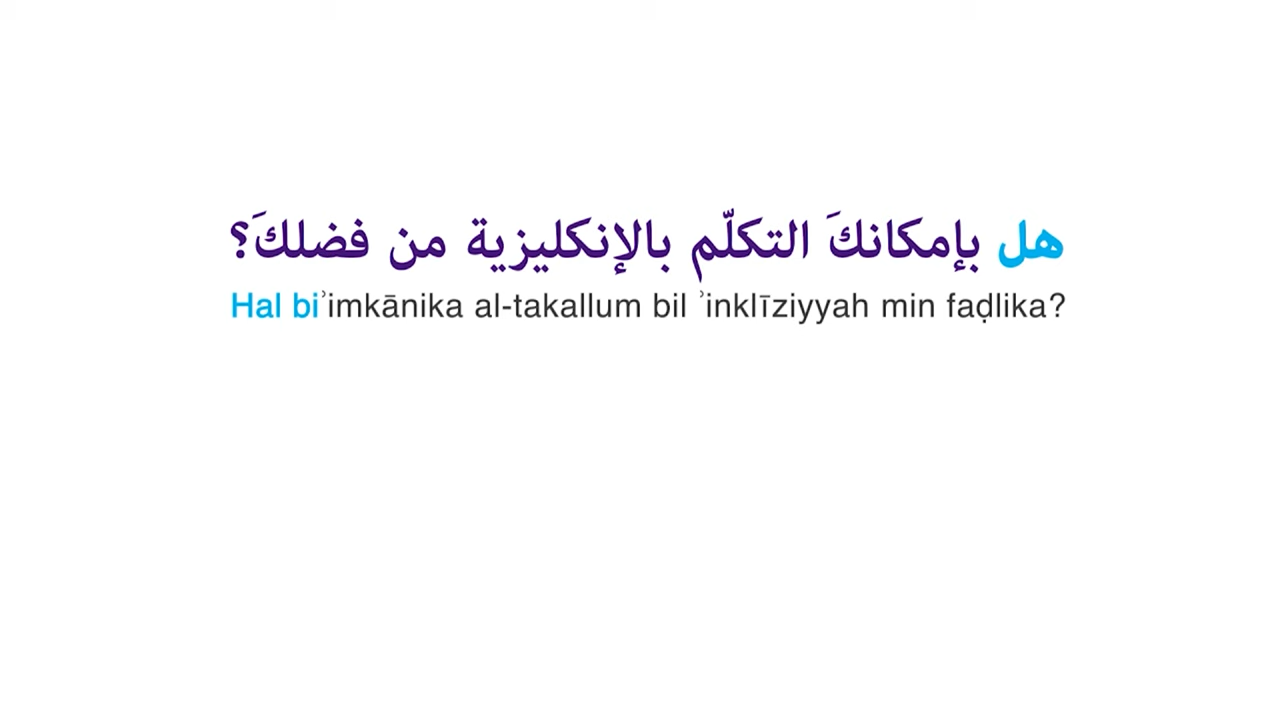 هل بإمكانكَ التكلّم بالإنكليزية من فضلكَ؟
Hal biʾimkānika al-takallum bil ʾinklīziyyah min faḍlika?